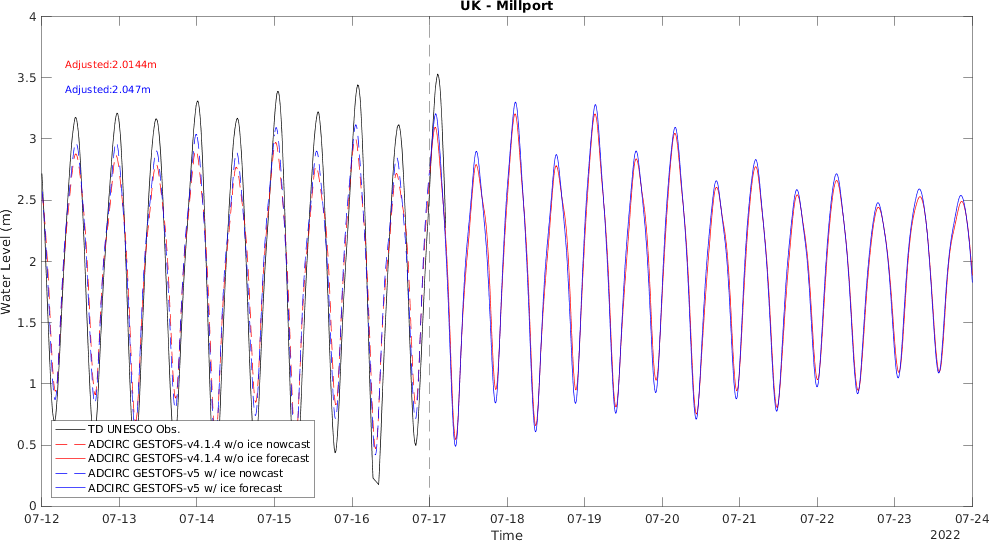 UK - Millport
Adjusted:2.0144m
Adjusted:2.047m
Water Level (m)
4
3.5
3
2.5
2
1.5
1
0.5
0
TD UNESCO Obs.
ADCIRC GESTOFS-v4.1.4 w/o ice nowcast
ADCIRC GESTOFS-v4.1.4 w/o ice forecast
ADCIRC GESTOFS-v5 w/ ice nowcast
ADCIRC GESTOFS-v5 w/ ice forecast
07-12 07-13 07-14 07-15 07-16 07-17 07-18 07-19 07-20 07-21 07-22 07-23 07-24
Time
2022